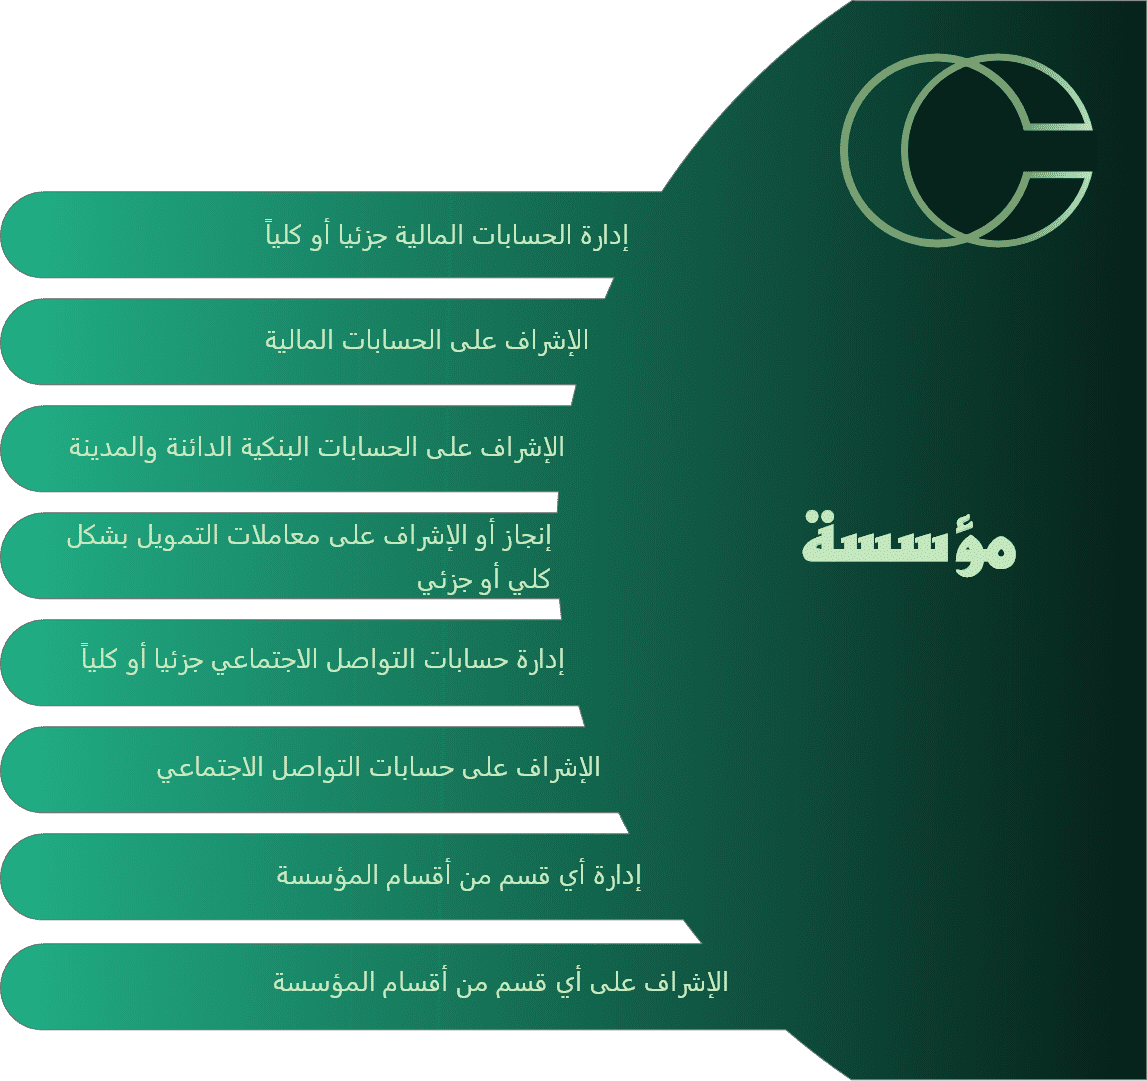 إدارة الحسابات المالية جزئيا أو كلياً
الإشراف على الحسابات المالية
الإشراف على الحسابات البنكية الدائنة والمدينة
إنجاز أو الإشراف على معاملات التمويل بشكل
كلي أو جزئي
مؤسسة
إدارة حسابات التواصل الاجتماعي جزئيا أو كلياً
الإشراف على حسابات التواصل الاجتماعي
إدارة أي قسم من أقسام المؤسسة
الإشراف على أي قسم من أقسام المؤسسة